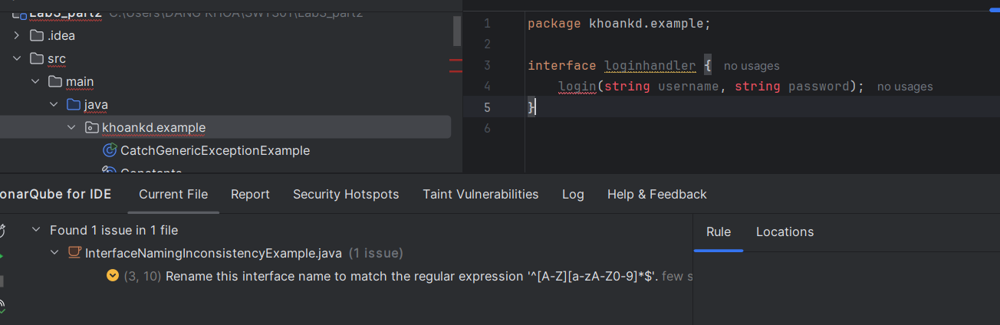 Lab3_part2 C:\Users\DANG KHOA\SWT301\Lab3_part2
.idea
src
main
java
khoankd.example
CatchGenericExceptionExample
Constants
1 package khoankd.example;
2
3 interface loginhandler { no usages
4 login(string username, string password); no usages
5 }
6
onarQube for IDE Current File Report Security Hotspots Taint Vulnerabilities Log Help & Feedback
Found 1 issue in 1 file
InterfaceNamingInconsistencyExample.java (1 issue)
(3, 10) Rename this interface name to match the regular expression '^[A-Z][a-zA-Z0-9]*$'. few s
Rule Locations